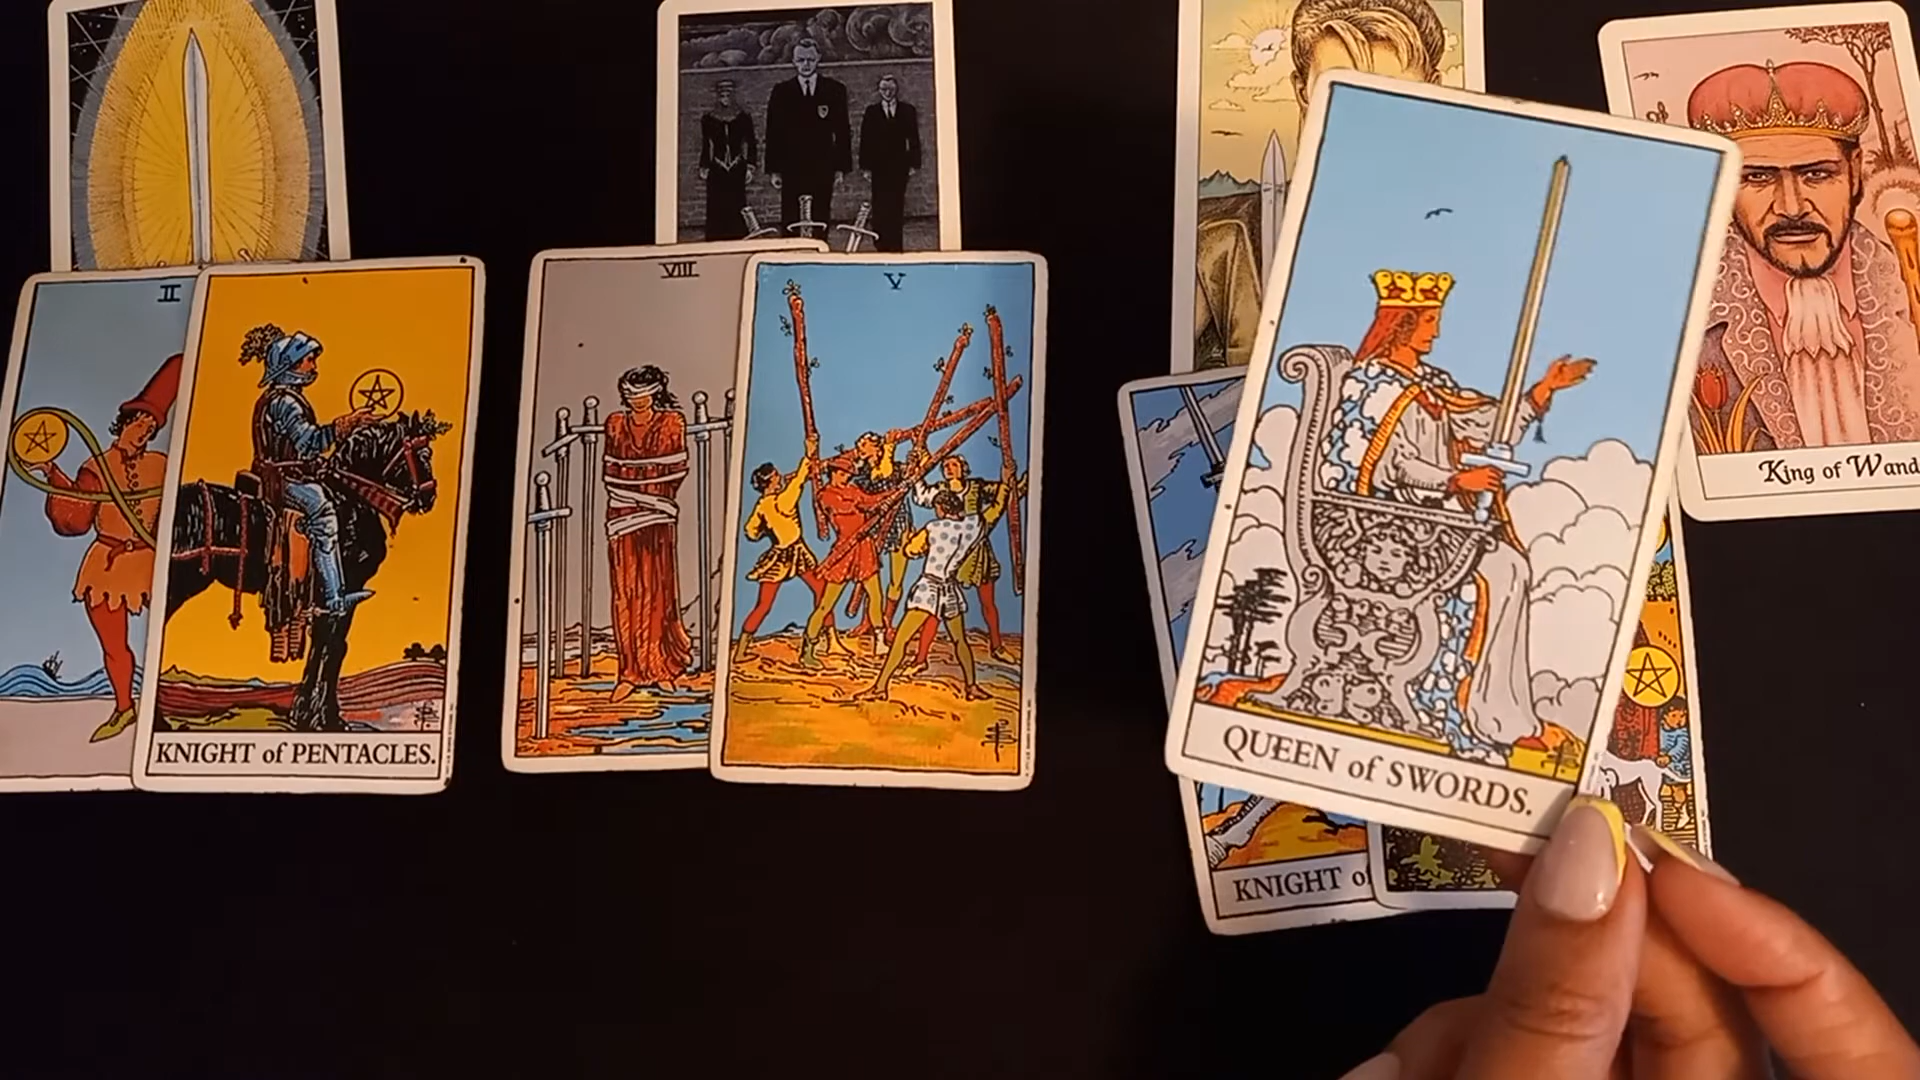 II
VIII
V
KNIGHT of PENTACLES.
King of Wand
QUEEN of SWORDS.
KNIGHT of